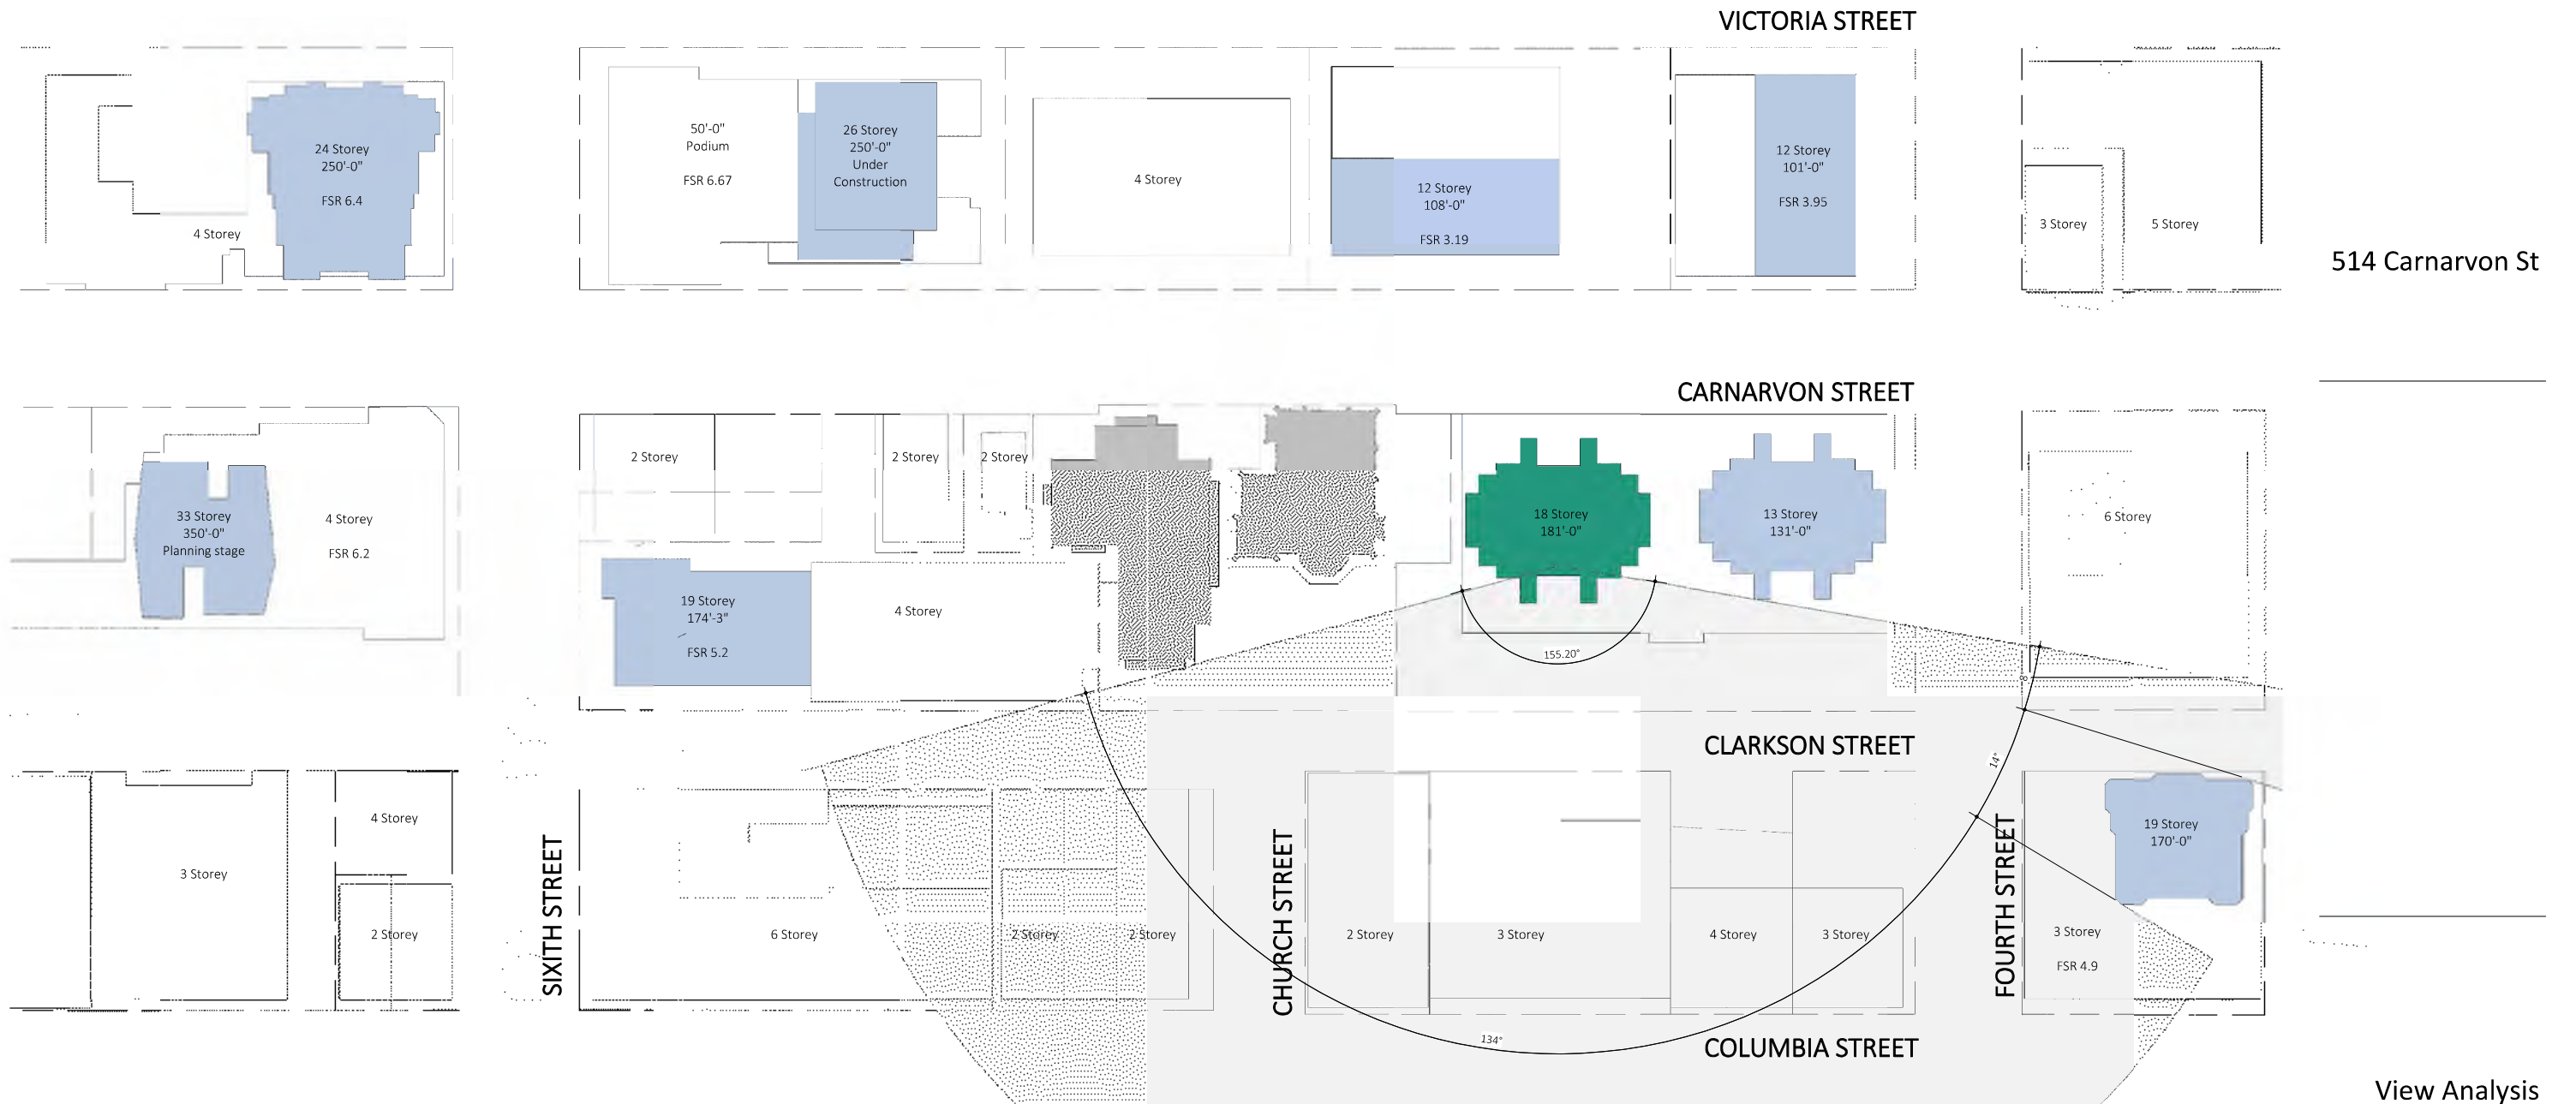 VICTORIA STREET
24 Storey
250'-0"
FSR 6.4
4 Storey
50'-0"
Podium
FSR 6.67
26 Storey
250'-0"
Under
Construction
4 Storey
12 Storey
108'-0"
FSR 3.19
12 Storey
101'-0"
FSR 3.95
3 Storey
5 Storey
514 Carnarvon St
CARNARVON STREET
33 Storey
350'-0"
Planning stage
4 Storey
FSR 6.2
2 Storey
2 Storey
2 Storey
19 Storey
174'-3"
FSR 5.2
4 Storey
18 Storey
181'-0"
13 Storey
131'-0"
6 Storey
155.20°
CLARKSON STREET
14°
3 Storey
4 Storey
2 Storey
SIXTH STREET
6 Storey
2 Storey
2 Storey
CHURCH STREET
2 Storey
3 Storey
4 Storey
3 Storey
FOURTH STREET
19 Storey
170'-0"
3 Storey
FSR 4.9
134°
COLUMBIA STREET
View Analysis